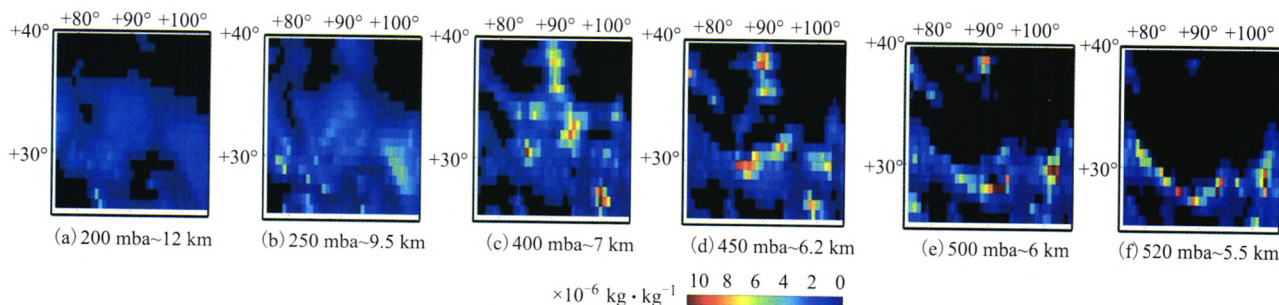 +80° +90° +100°
+80° +90° +100°
+80° +90° +100°
+80° +90° +100°
+80° +90° +100°
+80° +90° +100°
+40°
+40°
+40°
+40°
+40°
+40°
+30°
+30°
+30°
+30°
+30°
+30°
(a) 200 mba~12 km
(b) 250 mba~9.5 km
(c) 400 mba~7 km
(d) 450 mba~6.2 km
(e) 500 mba~6 km
(f) 520 mba~5.5 km
10 8 6 4 2 0
×10⁻⁶ kg·kg⁻¹